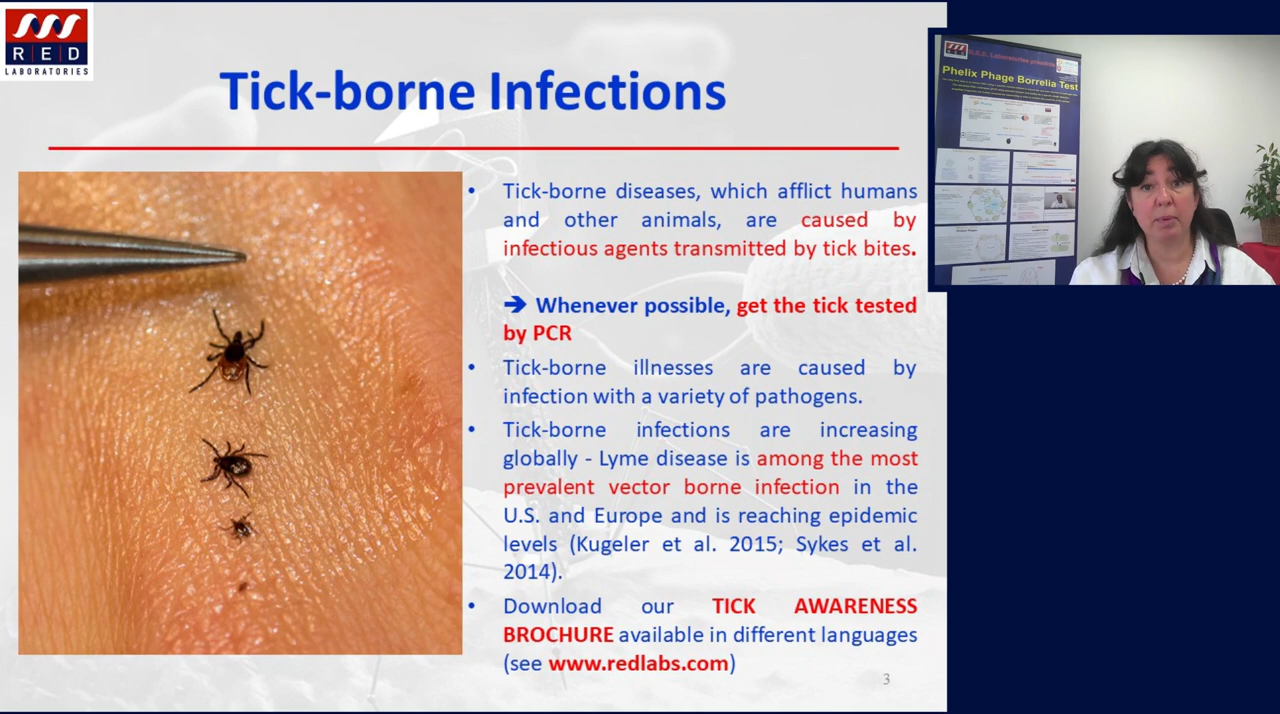 R|E|D
LABORATORIES
Tick-borne Infections
• Tick-borne diseases, which afflict humans
and other animals, are caused by
infectious agents transmitted by tick bites.
➔ Whenever possible, get the tick tested
by PCR
• Tick-borne illnesses are caused by
infection with a variety of pathogens.
• Tick-borne infections are increasing
globally - Lyme disease is among the most
prevalent vector borne infection in the
U.S. and Europe and is reaching epidemic
levels (Kugeler et al. 2015; Sykes et al.
2014).
• Download our TICK AWARENESS
BROCHURE available in different languages
(see www.redlabs.com)
3
Phelix Phage Borrelia Test